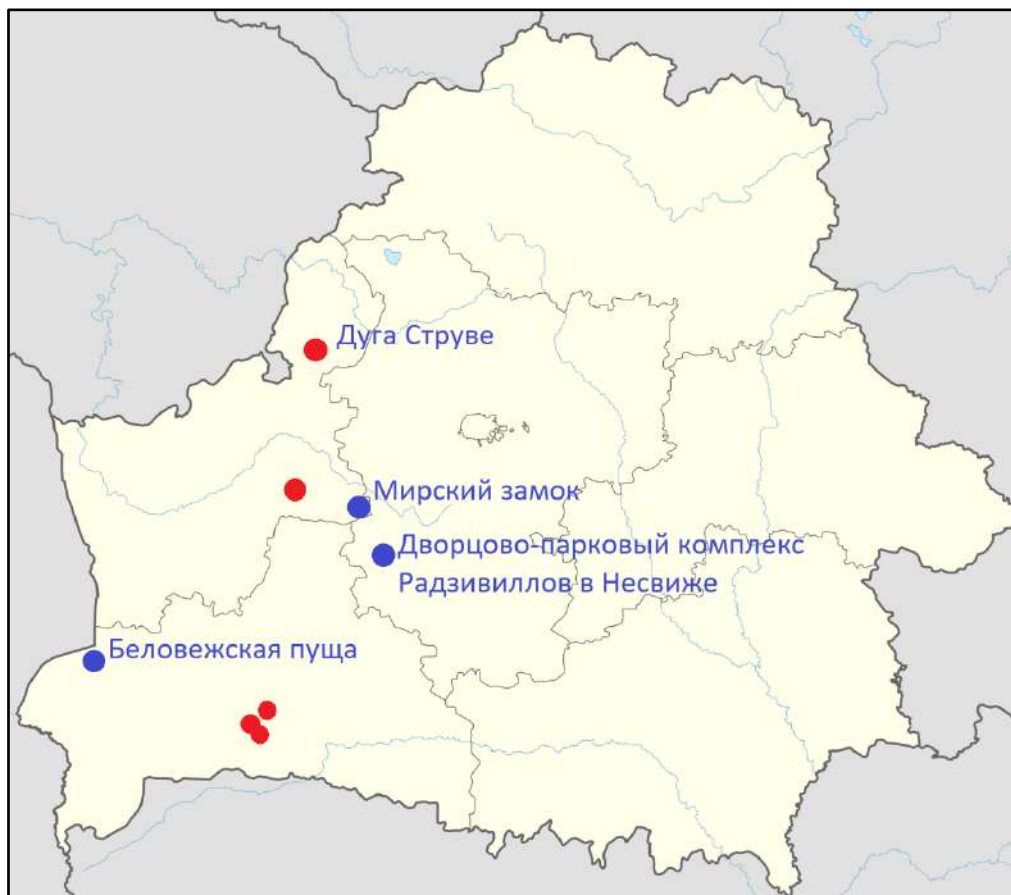 Дуга Струве
Мирский замок
Дворцово-парковый комплекс
Радзивиллов в Несвиже
Беловежская пуща